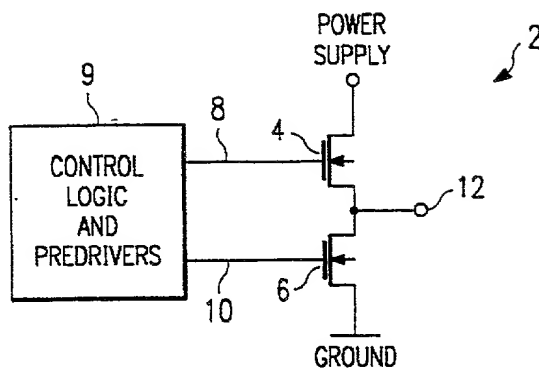 POWER
SUPPLY
2
9
8
4
CONTROL
LOGIC
AND
PREDRIVERS
12
10
6
GROUND